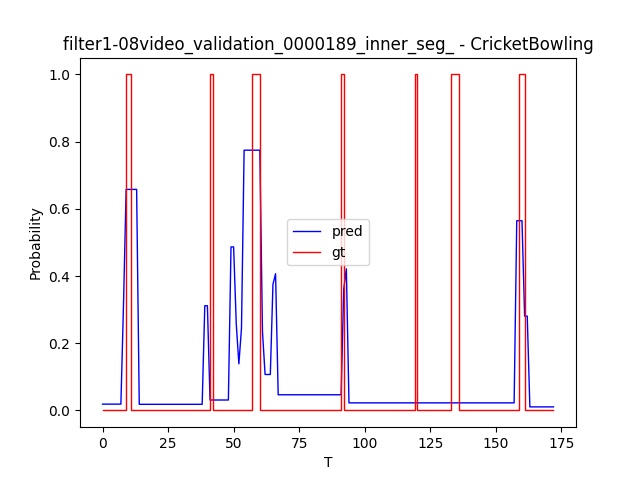 filter1-08video_validation_0000189_inner_seg_ - CricketBowling
1.0
0.8
0.6
0.4
0.2
0.0
Probability
pred
gt
0 25 50 75 100 125 150 175
T